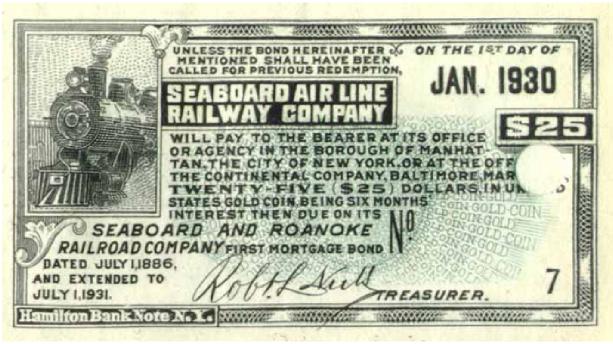 UNLESS THE BOND HEREINAFTER
MENTIONED SHALL HAVE BEEN
CALLED FOR PREVIOUS REDEMPTION,
ON THE 1ST DAY OF
JAN. 1930
SEABOARD AIR LINE
RAILWAY COMPANY
$25
WILL PAY TO THE BEARER AT ITS OFFICE
OR AGENCY IN THE BOROUGH OF MANHAT-
TAN, THE CITY OF NEW YORK, OR AT THE OFF
THE CONTINENTAL COMPANY, BALTIMORE, MAR
TWENTY-FIVE ($25) DOLLARS, IN UN D
STATES GOLD COIN, BEING SIX MONTHS'
INTEREST THEN DUE ON ITS
SEABOARD AND ROANOKE
RAILROAD COMPANY FIRST MORTGAGE BOND
No
DATED JULY 1, 1886,
AND EXTENDED TO
JULY 1, 1931.
TREASURER.
7
Hamilton Bank Note N.Y.